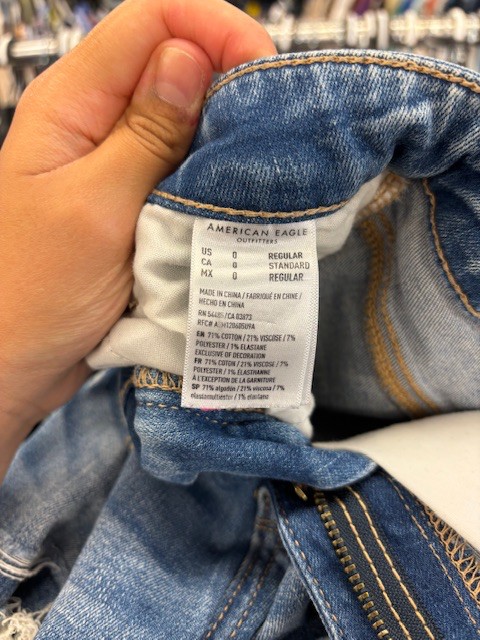 AMERICAN EAGLE
OUTFITTERS
US 0 REGULAR
CA 0 STANDARD
MX 0 REGULAR
MADE IN CHINA / FABRIQUÉ EN CHINE /
HECHO EN CHINA
RN 54485 / CA 03873
RFC#
EN 71% COTTON / 21% VISCOSE / 7%
POLYESTER / 1% ELASTANE
EXCLUSIVE OF DECORATION
FR 71% COTON / 21% VISCOSE / 7%
POLYESTER / 1% ÉLASTHANNE
À L'EXCEPTION DE LA GARNITURE
SP 71% algodón / 21% viscosa / 7%
elastomultiester / 1% elastano